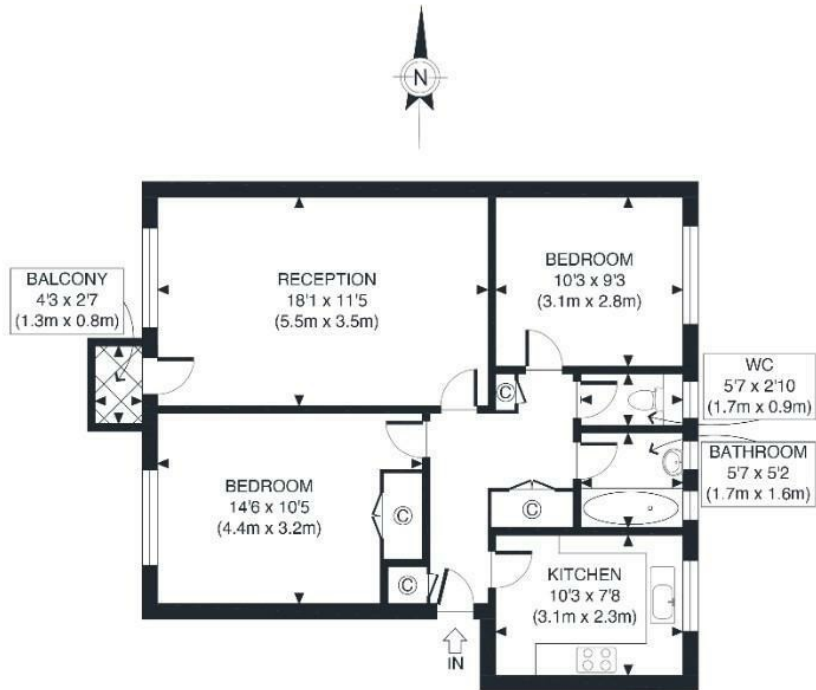 N
BALCONY
4'3 x 2'7
(1.3m x 0.8m)
RECEPTION
18'1 x 11'5
(5.5m x 3.5m)
BEDROOM
10'3 x 9'3
(3.1m x 2.8m)
C
WC
5'7 x 2'10
(1.7m x 0.9m)
BATHROOM
5'7 x 5'2
(1.7m x 1.6m)
BEDROOM
14'6 x 10'5
(4.4m x 3.2m)
C
C
C
KITCHEN
10'3 x 7'8
(3.1m x 2.3m)
IN